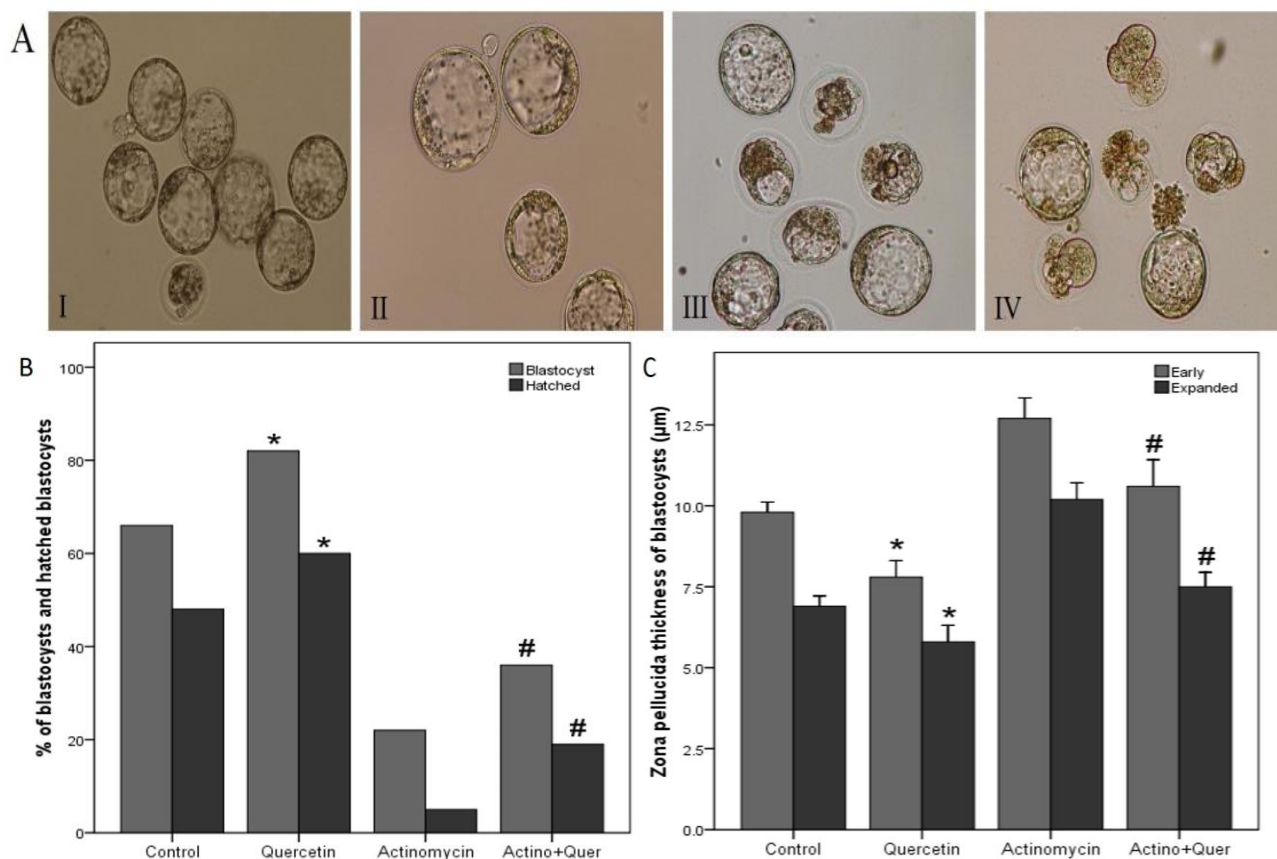 A
I
II
III
IV
B
% of blastocysts and hatched blastocysts
100
80
60
40
20
0
Blastocyst
Hatched
*
*
#
#
Control
Quercetin
Actinomycin
Actino+Quer
C
Zona pellucida thickness of blastocysts (µm)
12.5
10.0
7.5
5.0
2.5
0.0
Early
Expanded
*
*
#
#
Control
Quercetin
Actinomycin
Actino+Quer